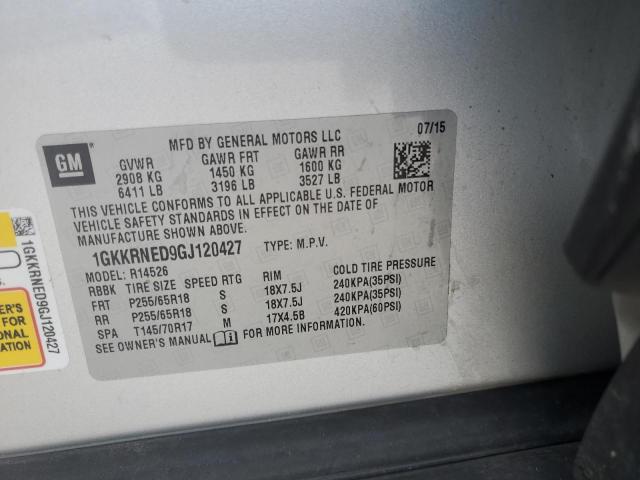 GM
MFD BY GENERAL MOTORS LLC 07/15
GVWR GAWR FRT GAWR RR
2908 KG 1450 KG 1600 KG
6411 LB 3196 LB 3527 LB
THIS VEHICLE CONFORMS TO ALL APPLICABLE U.S. FEDERAL MOTOR
VEHICLE SAFETY STANDARDS IN EFFECT ON THE DATE OF
MANUFACTURE SHOWN ABOVE.
1GKKRNED9GJ120427 TYPE: M.P.V.
MODEL: R14526
RBBK TIRE SIZE SPEED RTG RIM COLD TIRE PRESSURE
FRT P255/65R18 S 18X7.5J 240KPA(35PSI)
RR P255/65R18 S 18X7.5J 240KPA(35PSI)
SPA T145/70R17 M 17X4.5B 420KPA(60PSI)
SEE OWNER'S MANUAL FOR MORE INFORMATION.
1GKKRNED9GJ120427
ER'S
FOR
ONAL
ATION